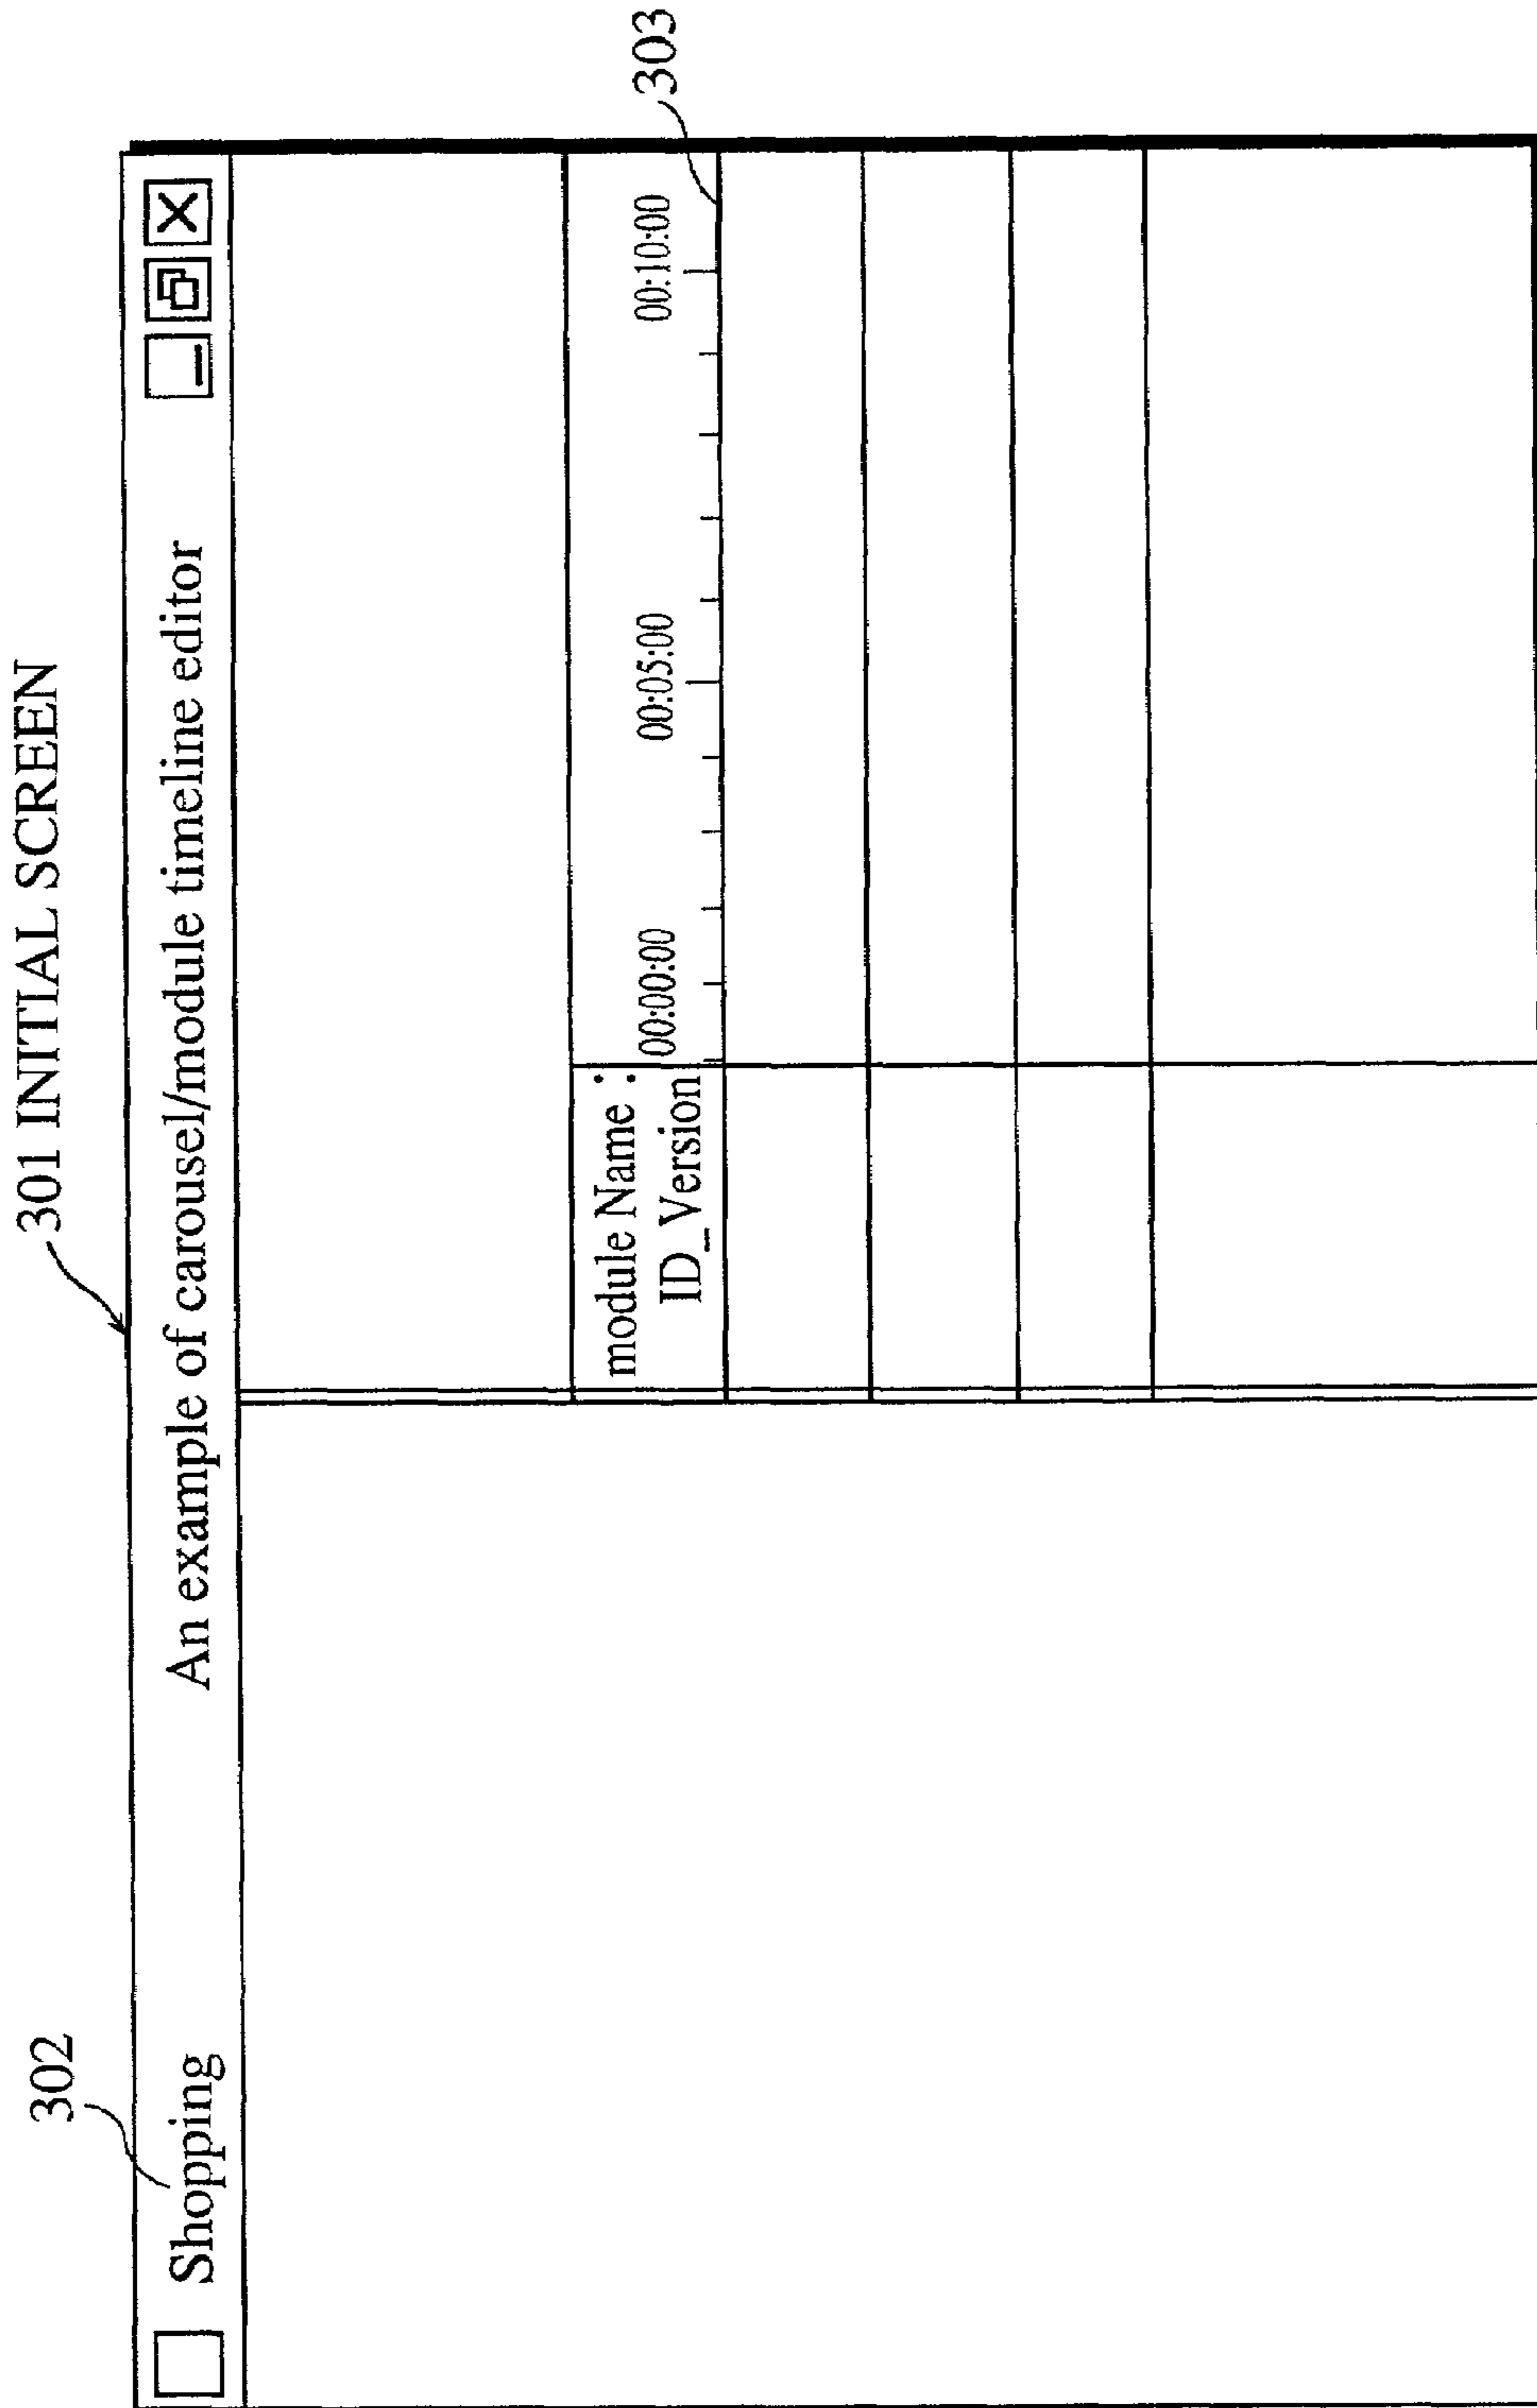 301 INITIAL SCREEN
302
Shopping An example of carousel/module timeline editor
module Name :
ID_Version
00:00:00 00:05:00 00:10:00
303